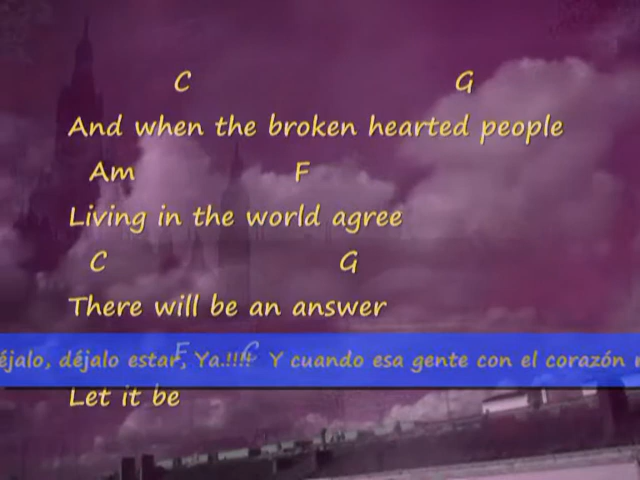 C G
And when the broken hearted people
Am F
Living in the world agree
C G
There will be an answer
F C
éjalo, déjalo estar, Ya.!!!! Y cuando esa gente con el corazón
Let it be